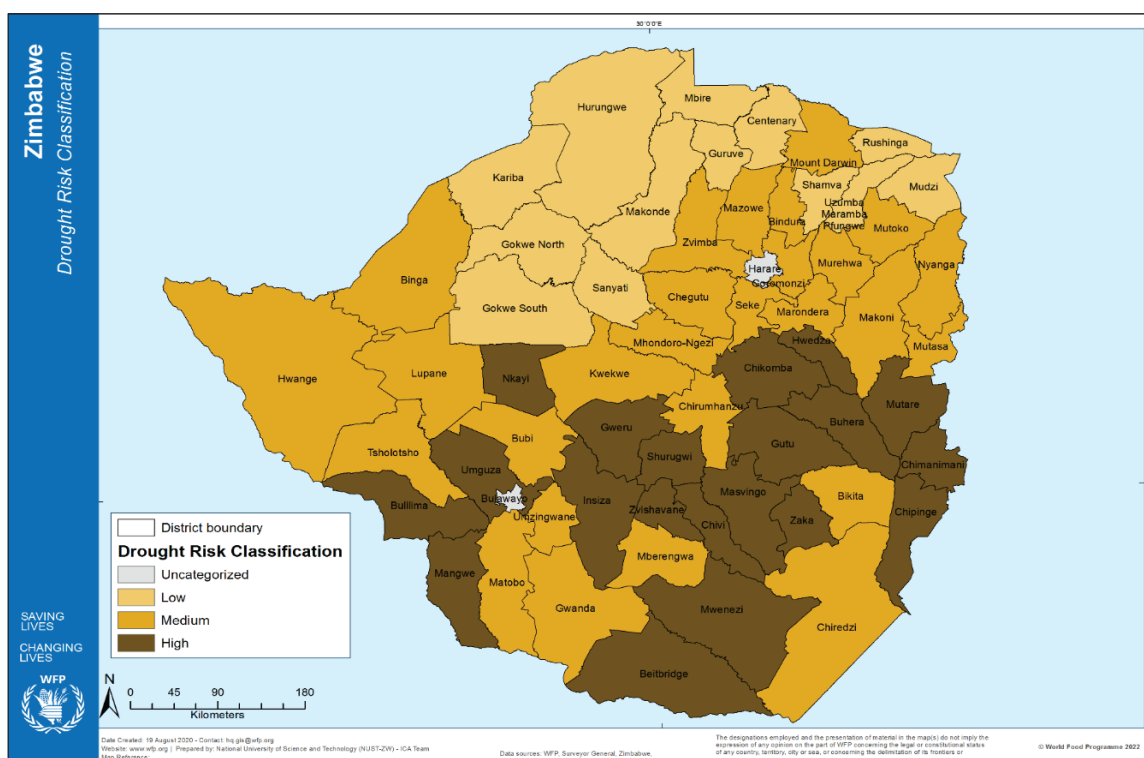 Zimbabwe
Drought Risk Classification
30°0'0"E
Hurungwe
Mbire
Centenary
Rushinga
Guruve
Mount Darwin
Kariba
Shamva
Mudzi
Makonde
Mazowe
Bindura
Uzumba
Maramba
Pfungwe
Mutoko
Zvimba
Gokwe North
Murehwa
Nyanga
Binga
Harare
Goromonzi
Sanyati
Chegutu
Gokwe South
Seke
Marondera
Makoni
Mhondoro-Ngezi
Hwedza
Mutasa
Hwange
Lupane
Nkayi
Kwekwe
Chikomba
Chirumhanzu
Mutare
Gweru
Buhera
Bubi
Gutu
Tsholotsho
Umguza
Shurugwi
Chimanimani
Bulawayo
Masvingo
Bikita
Bulilima
Insiza
Zvishavane
Chivi
Zaka
Chipinge
Umzingwane
Mberengwa
Mangwe
Matobo
Gwanda
Mwenezi
Chiredzi
Beitbridge
District boundary
Drought Risk Classification
Uncategorized
Low
Medium
High
SAVING
LIVES
CHANGING
LIVES
WFP
N
0 45 90 180
Kilometers
Date Created: 19 August 2020 - Contact: hq.gis@wfp.org
Website: www.wfp.org | Prepared by: National University of Science and Technology (NUST-ZW) - ICA Team
Map Reference:
Data sources: WFP, Surveyor General, Zimbabwe,
The designations employed and the presentation of material in the map(s) do not imply the
expression of any opinion on the part of WFP concerning the legal or constitutional status
of any country, territory, city or sea, or concerning the delimitation of its frontiers or
© World Food Programme 2022